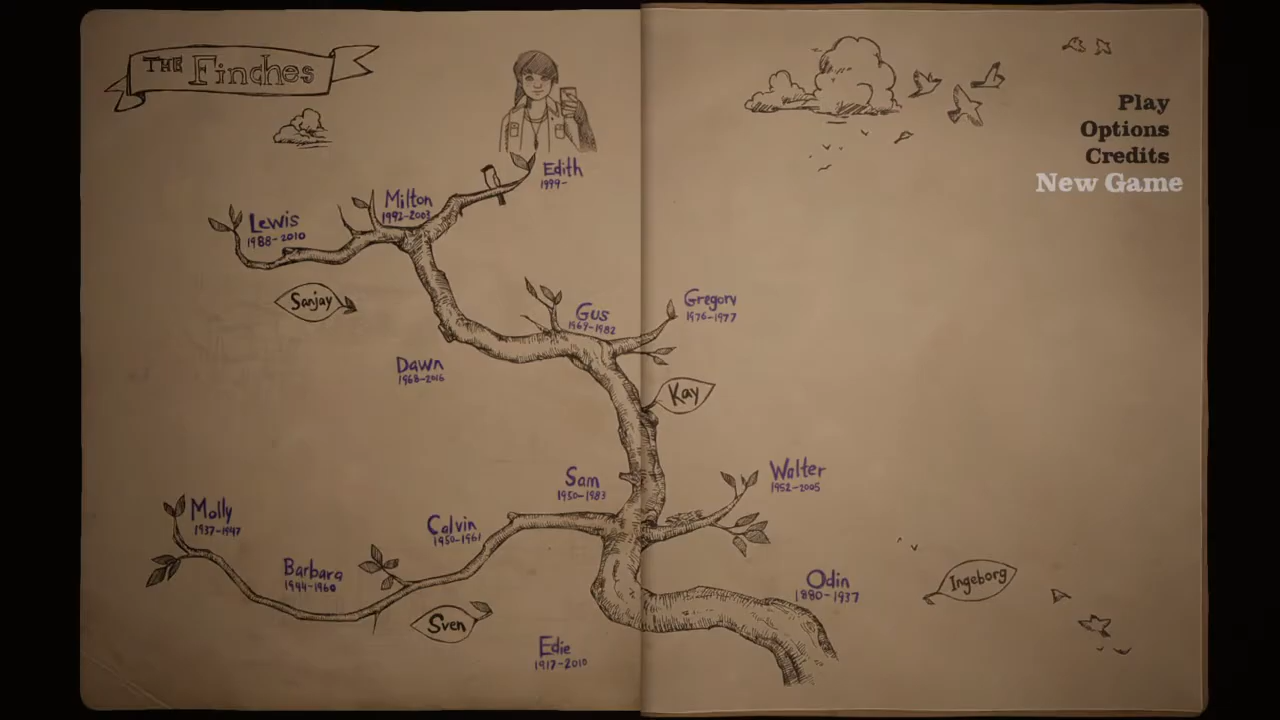 THE Finches
Play
Options
Credits
New Game
Edith
1999-
Milton
1992-2003
Lewis
1988-2010
Sanjay
Gus
1969-1982
Gregory
1976-1977
Dawn
1968-2016
Kay
Sam
1950-1983
Walter
1952-2005
Molly
1937-1947
Calvin
1950-1961
Barbara
1944-1960
Odin
1880-1937
Ingeborg
Sven
Edie
1917-2010